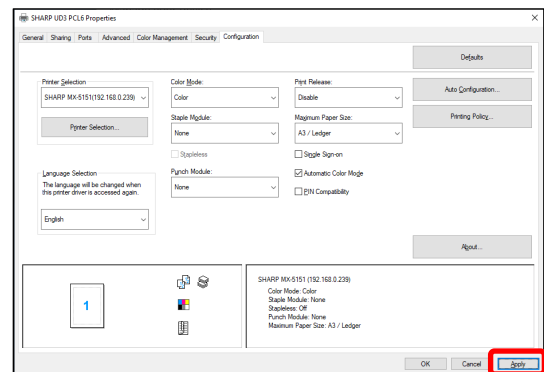 SHARP UD3 PCL6 Properties
General Sharing Ports Advanced Color Management Security Configuration
Defaults
Printer Selection
SHARP MX-5151(192.168.0.239)
Printer Selection...
Language Selection
The language will be changed when
this printer driver is accessed again.
English
Color Mode:
Color
Staple Module:
None
Stapleless
Punch Module:
None
Print Release:
Disable
Maximum Paper Size:
A3 / Ledger
Single Sign-on
Automatic Color Mode
PIN Compatibility
Auto Configuration...
Printing Policy...
About...
1
SHARP MX-5151 (192.168.0.239)
Color Mode: Color
Staple Module: None
Stapleless: Off
Punch Module: None
Maximum Paper Size: A3 / Ledger
OK Cancel Apply